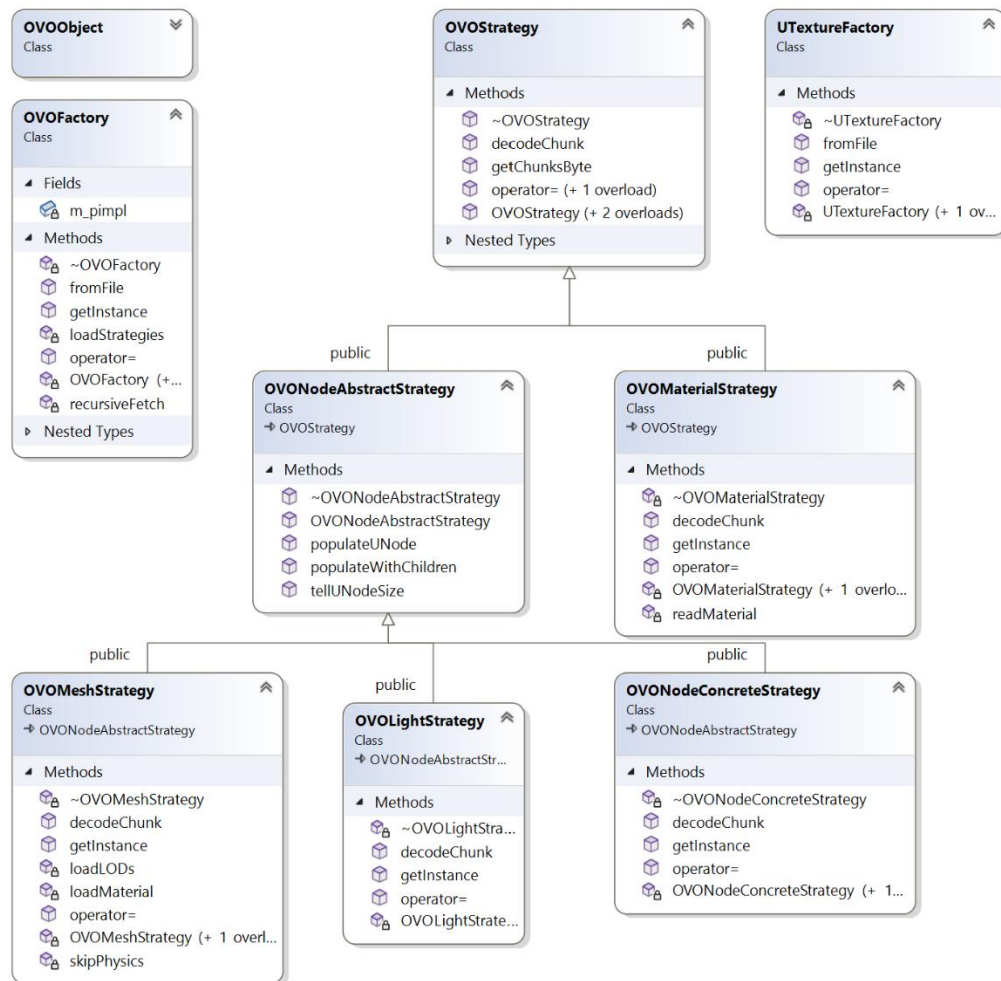 OVOObject
Class
OVOFactory
Class
Fields
m_pimpl
Methods
~OVOFactory
fromFile
getInstance
loadStrategies
operator=
OVOFactory (+...
recursiveFetch
Nested Types
OVOStrategy
Class
Methods
~OVOStrategy
decodeChunk
getChunksByte
operator= (+ 1 overload)
OVOStrategy (+ 2 overloads)
Nested Types
UTextureFactory
Class
Methods
~UTextureFactory
fromFile
getInstance
operator=
UTextureFactory (+ 1 ov...
public
public
OVONodeAbstractStrategy
Class
OVOStrategy
Methods
~OVONodeAbstractStrategy
OVONodeAbstractStrategy
populateUNode
populateWithChildren
tellUNodeSize
OVOMaterialStrategy
Class
OVOStrategy
Methods
~OVOMaterialStrategy
decodeChunk
getInstance
operator=
OVOMaterialStrategy (+ 1 overlo...
readMaterial
public
public
public
OVOMeshStrategy
Class
OVONodeAbstractStrategy
Methods
~OVOMeshStrategy
decodeChunk
getInstance
loadLODs
loadMaterial
operator=
OVOMeshStrategy (+ 1 overl...
skipPhysics
OVOLightStrategy
Class
OVONodeAbstractStr...
Methods
~OVOLightStra...
decodeChunk
getInstance
operator=
OVOLightStrate...
OVONodeConcreteStrategy
Class
OVONodeAbstractStrategy
Methods
~OVONodeConcreteStrategy
decodeChunk
getInstance
operator=
OVONodeConcreteStrategy (+ 1...